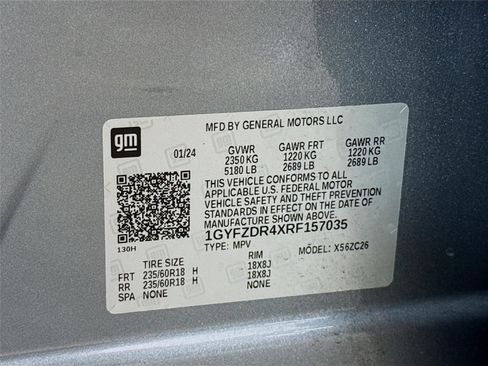 gm
MFD BY GENERAL MOTORS LLC
01/24 GVWR GAWR FRT GAWR RR
2350 KG 1220 KG 1220 KG
5180 LB 2689 LB 2689 LB
THIS VEHICLE CONFORMS TO ALL
APPLICABLE U.S. FEDERAL MOTOR
VEHICLE SAFETY AND THEFT PREVENTION
STANDARDS IN EFFECT ON THE DATE OF
MANUFACTURE SHOWN ABOVE.
1GYFZDR4XRF157035
130H TYPE: MPV MODEL: X56ZC26
TIRE SIZE RIM
FRT 235/60R18 H 18X8J
RR 235/60R18 H 18X8J
SPA NONE NONE